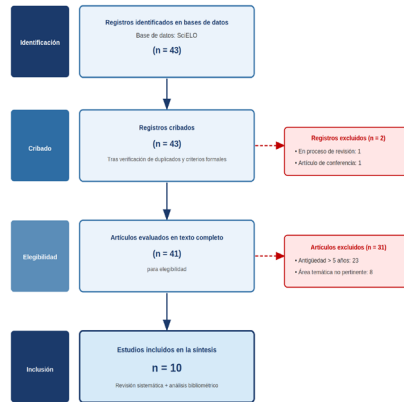 Identificación
Registros identificados en bases de datos
Base de datos: SciELO
(n = 43)
Cribado
Registros cribados
(n = 43)
Tras verificación de duplicados y criterios formales
Registros excluidos (n = 2)
• En proceso de revisión: 1
• Artículo de conferencia: 1
Elegibilidad
Artículos evaluados en texto completo
(n = 41)
para elegibilidad
Artículos excluidos (n = 31)
• Antigüedad > 5 años: 23
• Área temática no pertinente: 8
Inclusión
Estudios incluidos en la síntesis
n = 10
Revisión sistemática + análisis bibliométrico